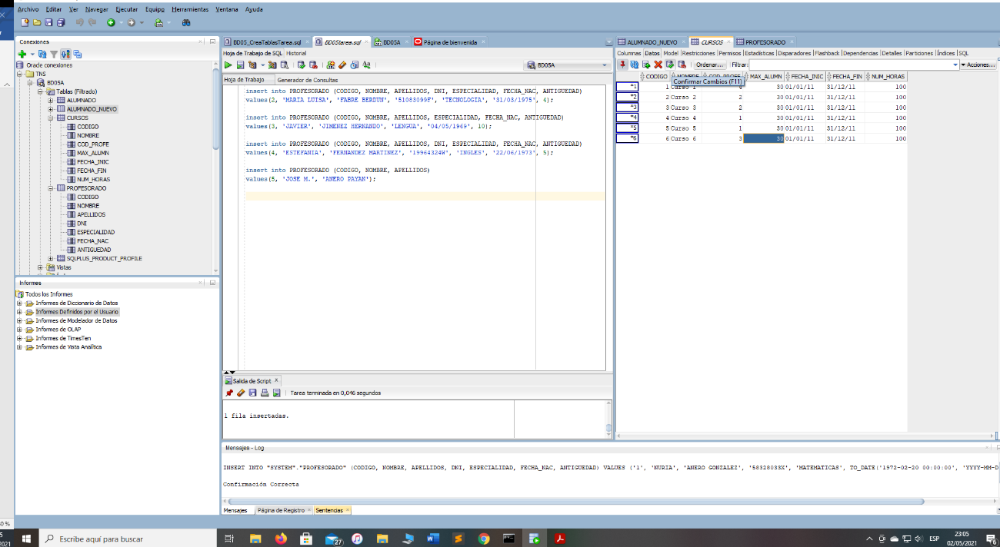 Archivo Editar Ver Navegar Ejecutar Equipo Herramientas Ventana Ayuda
Conexiones
Oracle conexiones
TNS
BD05A
Tablas (Filtrado)
ALUMNADO
ALUMNADO_NUEVO
CURSOS
CODIGO
NOMBRE
COD_PROFE
MAX_ALUMN
FECHA_INIC
FECHA_FIN
NUM_HORAS
PROFESORADO
CODIGO
NOMBRE
APELLIDOS
DNI
ESPECIALIDAD
FECHA_NAC
ANTIGUEDAD
SQLPLUS_PRODUCT_PROFILE
Vistas
Informes
Todos los Informes
Informes de Diccionario de Datos
Informes Definidos por el Usuario
Informes de Modelador de Datos
Informes de OLAP
Informes de TimesTen
Informes de Vista Analítica
BD05_CreaTablasTarea.sql BD05tarea.sql BD05A Página de bienvenida
Hoja de Trabajo de SQL Historial
BD05A
Hoja de Trabajo Generador de Consultas
insert into PROFESORADO (CODIGO, NOMBRE, APELLIDOS, DNI, ESPECIALIDAD, FECHA_NAC, ANTIGUEDAD)
values(2, 'MARIA LUISA', 'FABRE BERDUN', '51083099F', 'TECNOLOGIA', '31/03/1975', 4);
insert into PROFESORADO (CODIGO, NOMBRE, APELLIDOS, ESPECIALIDAD, FECHA_NAC, ANTIGUEDAD)
values(3, 'JAVIER', 'JIMENEZ HERNANDO', 'LENGUA', '04/05/1969', 10);
insert into PROFESORADO (CODIGO, NOMBRE, APELLIDOS, DNI, ESPECIALIDAD, FECHA_NAC, ANTIGUEDAD)
values(4, 'ESTEFANIA', 'FERNANDEZ MARTINEZ', '19964324W', 'INGLES', '22/06/1973', 5);
insert into PROFESORADO (CODIGO, NOMBRE, APELLIDOS)
values(5, 'JOSE M.', 'ANERO PAYAN');
Salida de Script
Tarea terminada en 0,046 segundos
1 fila insertadas.
ALUMNADO_NUEVO CURSOS PROFESORADO
Columnas Datos Model Restricciones Permisos Estadísticas Disparadores Flashback Dependencias Detalles Particiones Índices SQL
Ordenar... Filtrar: Acciones...
CODIGO NOMBRE COD_PROFE MAX_ALUMN FECHA_INIC FECHA_FIN NUM_HORAS
Confirmar Cambios (F11)
*1 1 Curso 1 4 30 01/01/11 31/12/11 100
*2 2 Curso 2 2 30 01/01/11 31/12/11 100
*3 3 Curso 3 2 30 01/01/11 31/12/11 100
*4 4 Curso 4 1 30 01/01/11 31/12/11 100
*5 5 Curso 5 1 30 01/01/11 31/12/11 100
*6 6 Curso 6 3 30 01/01/11 31/12/11 100
Mensajes - Log
INSERT INTO "SYSTEM"."PROFESORADO" (CODIGO, NOMBRE, APELLIDOS, DNI, ESPECIALIDAD, FECHA_NAC, ANTIGUEDAD) VALUES ('1', 'NURIA', 'ANERO GONZALEZ', '58328033X', 'MATEMATICAS', TO_DATE('1972-02-20 00:00:00', 'YYYY-MM-D
Confirmación Correcta
Mensajes Página de Registro Sentencias
Escribe aquí para buscar
27
ESP
23:05
02/05/2021
6